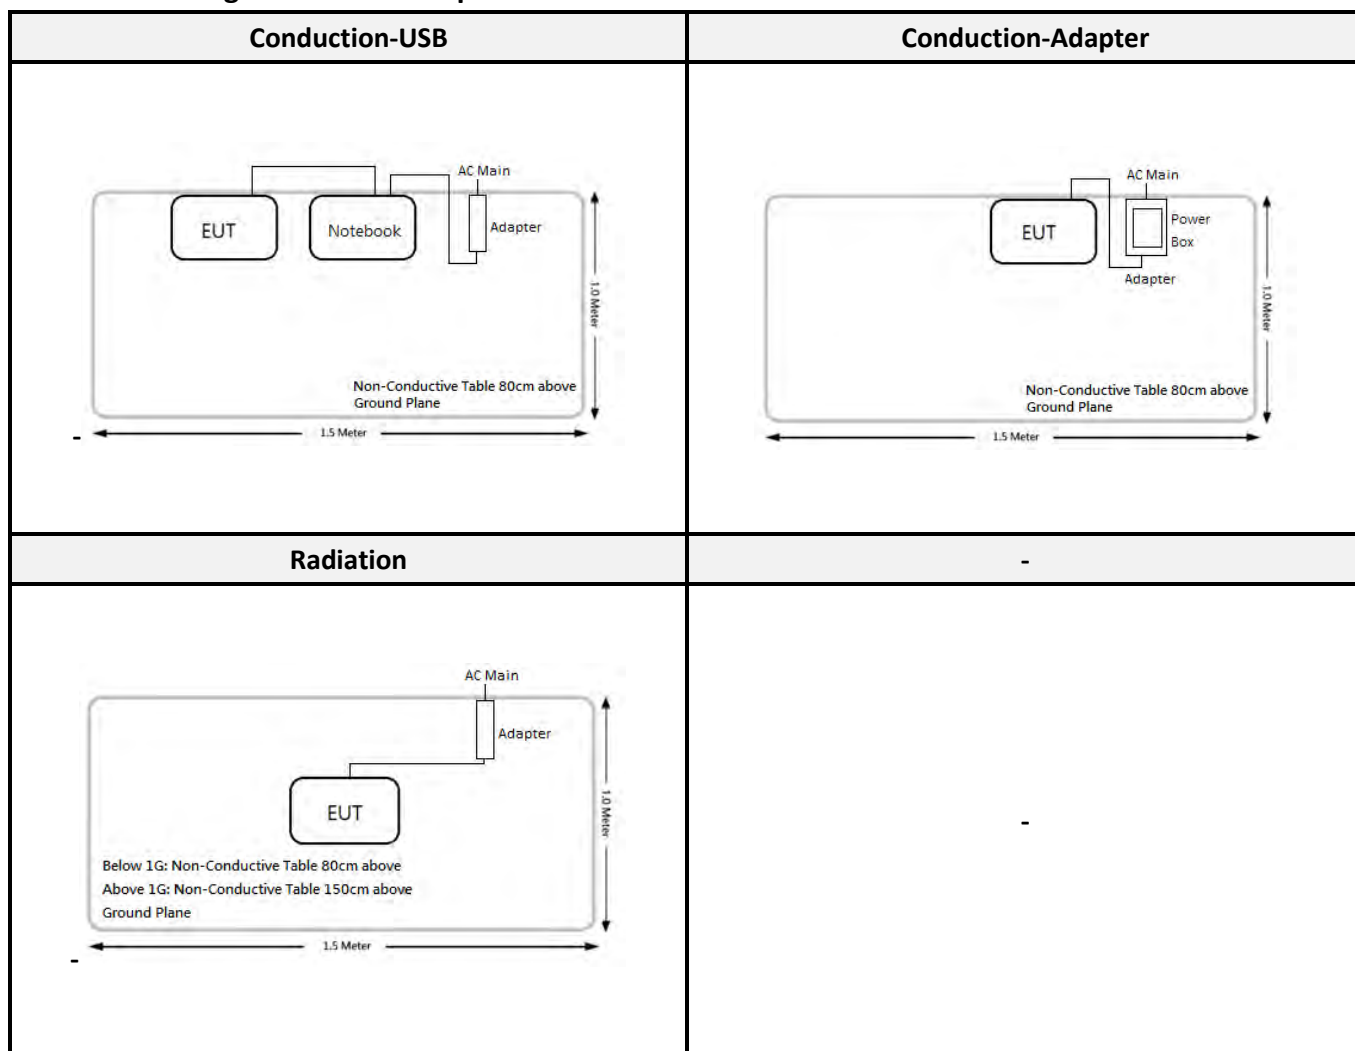 Conduction-USB
Conduction-Adapter
AC Main
EUT
Notebook
Adapter
1.0 Meter
Non-Conductive Table 80cm above
Ground Plane
-
1.5 Meter
AC Main
EUT
Power
Box
Adapter
1.0 Meter
Non-Conductive Table 80cm above
Ground Plane
1.5 Meter
Radiation
-
AC Main
Adapter
EUT
1.0 Meter
Below 1G: Non-Conductive Table 80cm above
Above 1G: Non-Conductive Table 150cm above
Ground Plane
1.5 Meter
-
-